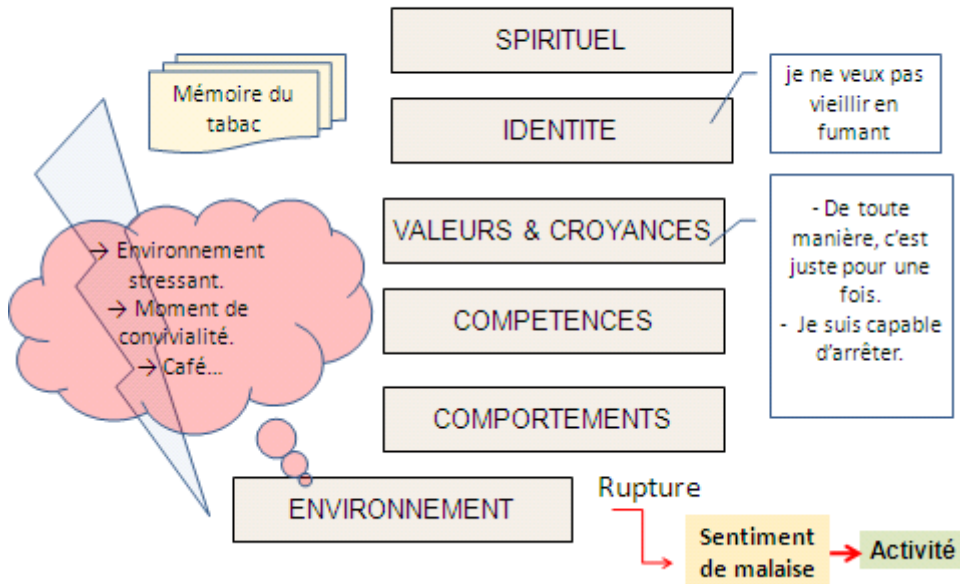 SPIRITUEL
Mémoire du
tabac
IDENTITE
je ne veux pas
vieillir en
fumant
VALEURS & CROYANCES
- De toute
manière, c'est
juste pour une
fois.
- Je suis capable
d'arrêter.
→ Environnement
stressant.
→ Moment de
convivialité.
→ Café...
COMPETENCES
COMPORTEMENTS
ENVIRONNEMENT
Rupture
Sentiment
de malaise
Activité